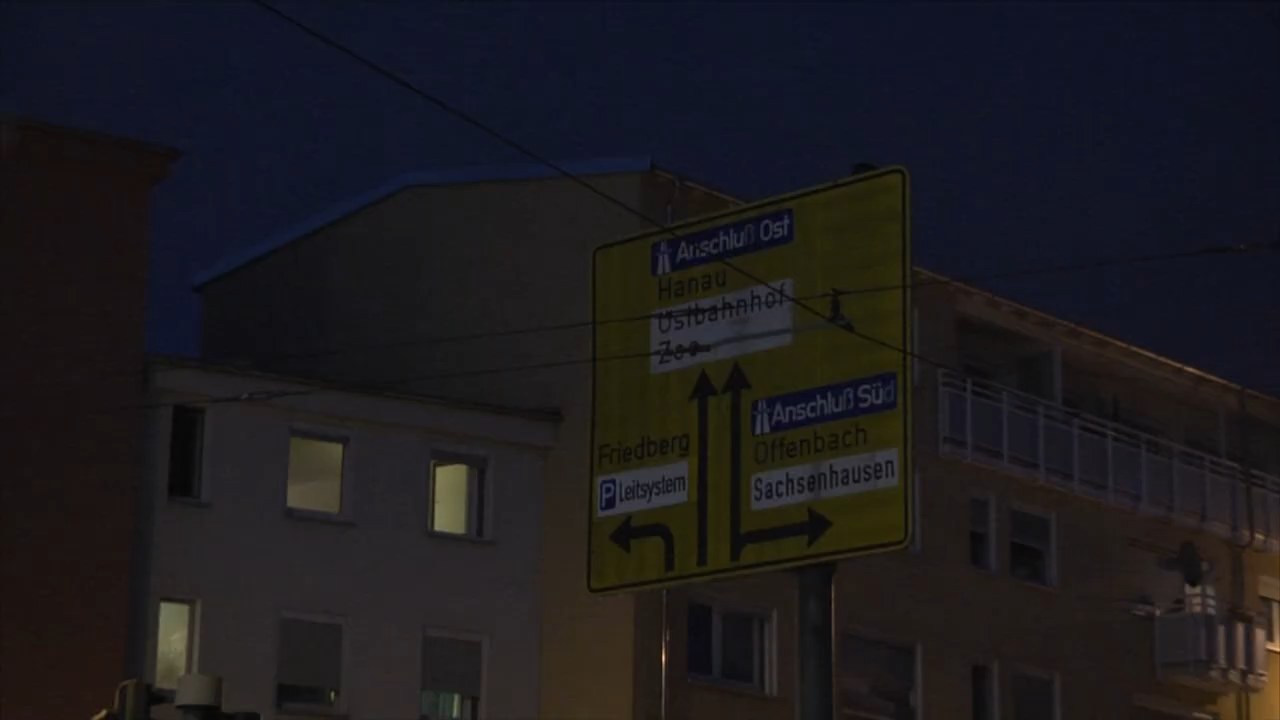 Anschluß Ost
Hanau
Ostbahnhof
Zoo
Anschluß Süd
Offenbach
Sachsenhausen
Friedberg
P Leitsystem